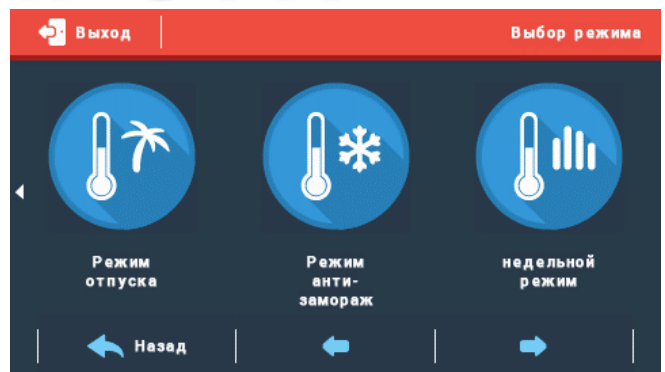 Выход
Выбор режима
Режим
отпуска
Режим
анти-
замораж
недельной
режим
Назад